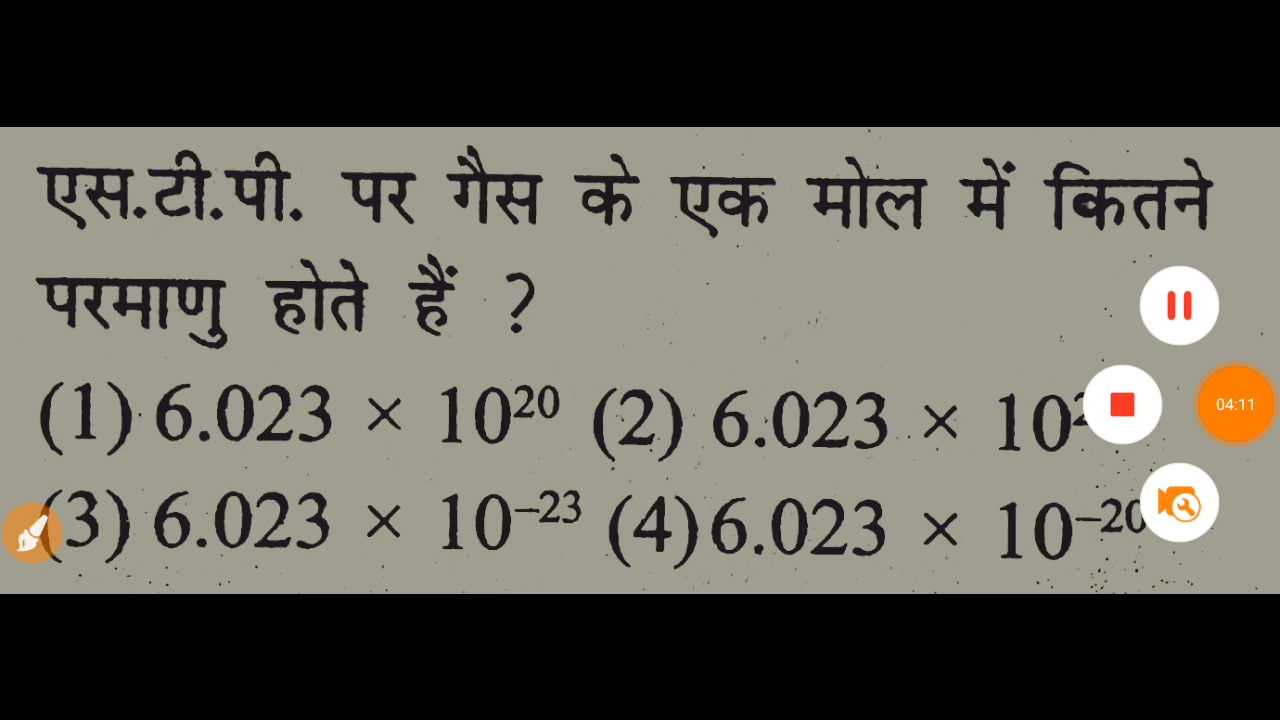 एस.टी.पी. पर गैस के एक मोल में कितने
परमाणु होते हैं ?
(1) 6.023 × 10²⁰ (2) 6.023 ×
(3) 6.023 × 10⁻²³ (4) 6.023 × 10⁻²⁰
04:11